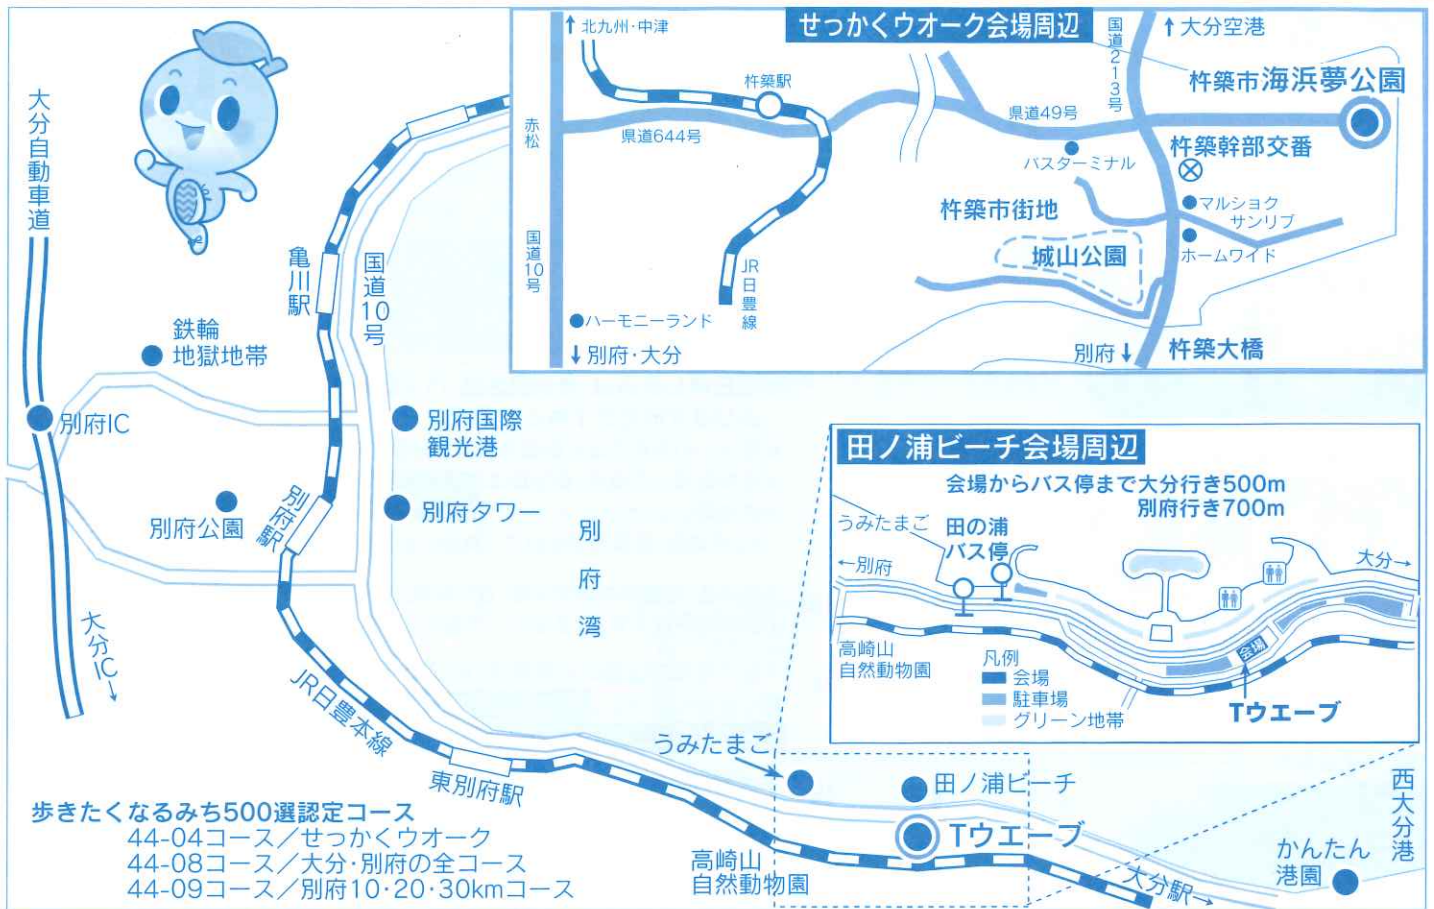 せっかくウオーク会場周辺
↑北九州・中津
杵築駅
赤松
県道644号
国道10号
JR日豊線
●ハーモニーランド
↓別府・大分
国道213号
↑大分空港
杵築市海浜夢公園
県道49号
バスターミナル
杵築幹部交番
マルショク
サンリブ
ホームワイド
杵築市街地
城山公園
別府↓
杵築大橋
大分自動車道
亀川駅
国道10号
鉄輪
地獄地帯
別府IC
別府国際
観光港
別府公園
別府駅
別府タワー
別府湾
大分IC→
JR日豊本線
東別府駅
田ノ浦ビーチ会場周辺
会場からバス停まで大分行き500m
別府行き700m
うみたまご
田の浦
バス停
←別府
大分→
高崎山
自然動物園
凡例
会場
駐車場
グリーン地帯
会場
Tウエーブ
うみたまご
田ノ浦ビーチ
Tウエーブ
高崎山
自然動物園
大分駅→
かんたん
港園
西大分港
歩きたくなるみち500選認定コース
44-04コース／せっかくウオーク
44-08コース／大分・別府の全コース
44-09コース／別府10・20・30kmコース